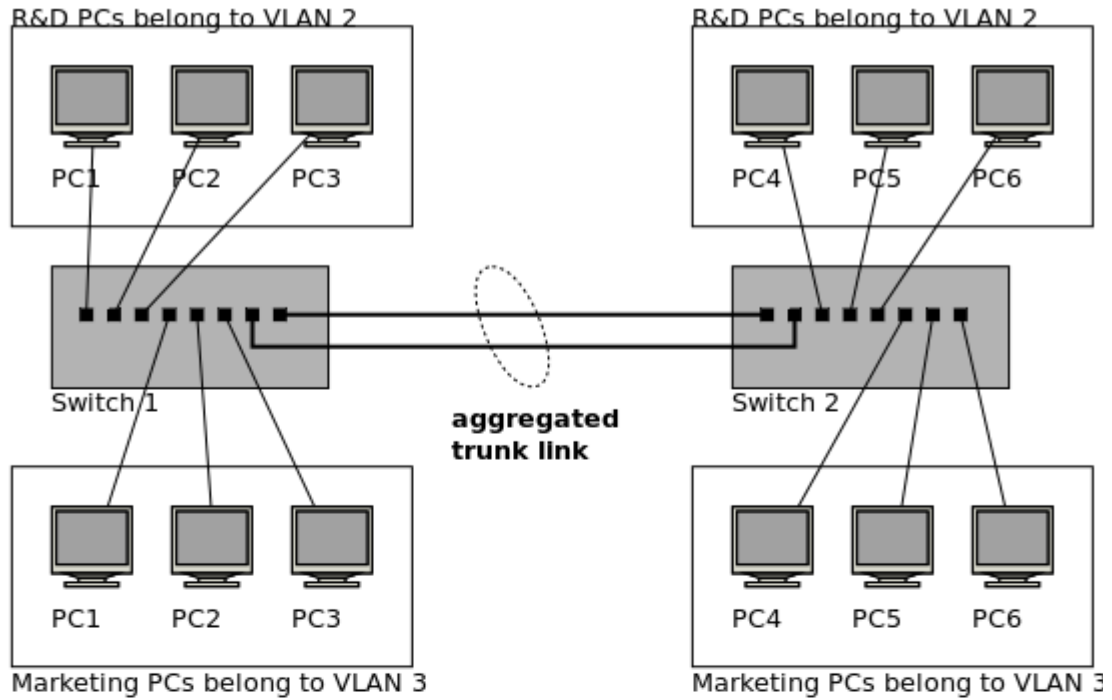 R&D PCs belong to VLAN 2
R&D PCs belong to VLAN 2
PC1
PC2
PC3
PC4
PC5
PC6
Switch 1
Switch 2
aggregated
trunk link
PC1
PC2
PC3
PC4
PC5
PC6
Marketing PCs belong to VLAN 3
Marketing PCs belong to VLAN 3